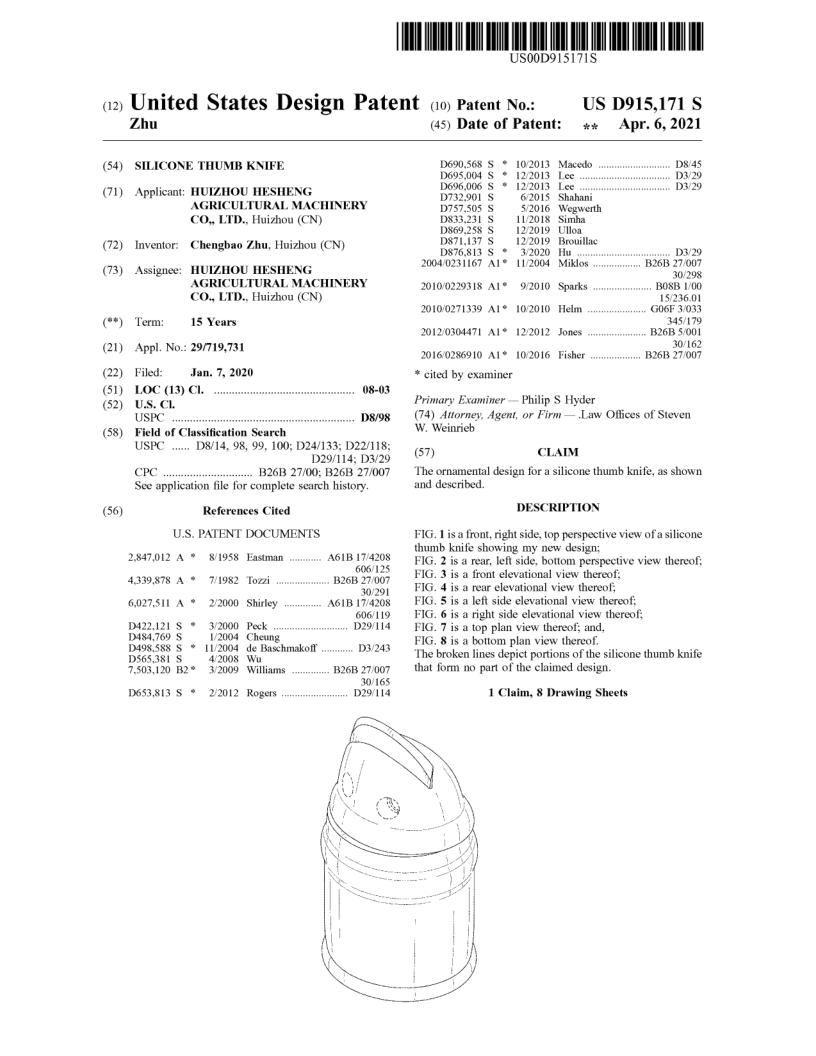 US00D915171S
(12) United States Design Patent
Zhu
(10) Patent No.: US D915,171 S
(45) Date of Patent: ** Apr. 6, 2021
(54) SILICONE THUMB KNIFE
(71) Applicant: HUIZHOU HESHENG
AGRICULTURAL MACHINERY
CO,, LTD., Huizhou (CN)
(72) Inventor: Chengbao Zhu, Huizhou (CN)
(73) Assignee: HUIZHOU HESHENG
AGRICULTURAL MACHINERY
CO., LTD., Huizhou (CN)
(**) Term: 15 Years
(21) Appl. No.: 29/719,731
(22) Filed: Jan. 7, 2020
(51) LOC (13) Cl. ............................................... 08-03
(52) U.S. Cl.
USPC ............................................................. D8/98
(58) Field of Classification Search
USPC ...... D8/14, 98, 99, 100; D24/133; D22/118;
D29/114; D3/29
CPC .............................. B26B 27/00; B26B 27/007
See application file for complete search history.
(56) References Cited
U.S. PATENT DOCUMENTS
2,847,012 A * 8/1958 Eastman ............ A61B 17/4208
606/125
4,339,878 A * 7/1982 Tozzi .................... B26B 27/007
30/291
6,027,511 A * 2/2000 Shirley .............. A61B 17/4208
606/119
D422,121 S * 3/2000 Peck ............................ D29/114
D484,769 S 1/2004 Cheung
D498,588 S * 11/2004 de Baschmakoff ............ D3/243
D565,381 S 4/2008 Wu
7,503,120 B2 * 3/2009 Williams .............. B26B 27/007
30/165
D653,813 S * 2/2012 Rogers ......................... D29/114
D690,568 S * 10/2013 Macedo ........................... D8/45
D695,004 S * 12/2013 Lee .................................. D3/29
D696,006 S * 12/2013 Lee .................................. D3/29
D732,901 S 6/2015 Shahani
D757,505 S 5/2016 Wegwerth
D833,231 S 11/2018 Simha
D869,258 S 12/2019 Ulloa
D871,137 S 12/2019 Brouillac
D876,813 S * 3/2020 Hu ................................... D3/29
2004/0231167 A1 * 11/2004 Miklos .................. B26B 27/007
30/298
2010/0229318 A1 * 9/2010 Sparks ...................... B08B 1/00
15/236.01
2010/0271339 A1 * 10/2010 Helm ...................... G06F 3/033
345/179
2012/0304471 A1 * 12/2012 Jones ...................... B26B 5/001
30/162
2016/0286910 A1 * 10/2016 Fisher ................... B26B 27/007
* cited by examiner
Primary Examiner — Philip S Hyder
(74) Attorney, Agent, or Firm — .Law Offices of Steven
W. Weinrieb
(57) CLAIM
The ornamental design for a silicone thumb knife, as shown
and described.
DESCRIPTION
FIG. 1 is a front, right side, top perspective view of a silicone
thumb knife showing my new design;
FIG. 2 is a rear, left side, bottom perspective view thereof;
FIG. 3 is a front elevational view thereof;
FIG. 4 is a rear elevational view thereof;
FIG. 5 is a left side elevational view thereof;
FIG. 6 is a right side elevational view thereof;
FIG. 7 is a top plan view thereof; and,
FIG. 8 is a bottom plan view thereof.
The broken lines depict portions of the silicone thumb knife
that form no part of the claimed design.
1 Claim, 8 Drawing Sheets